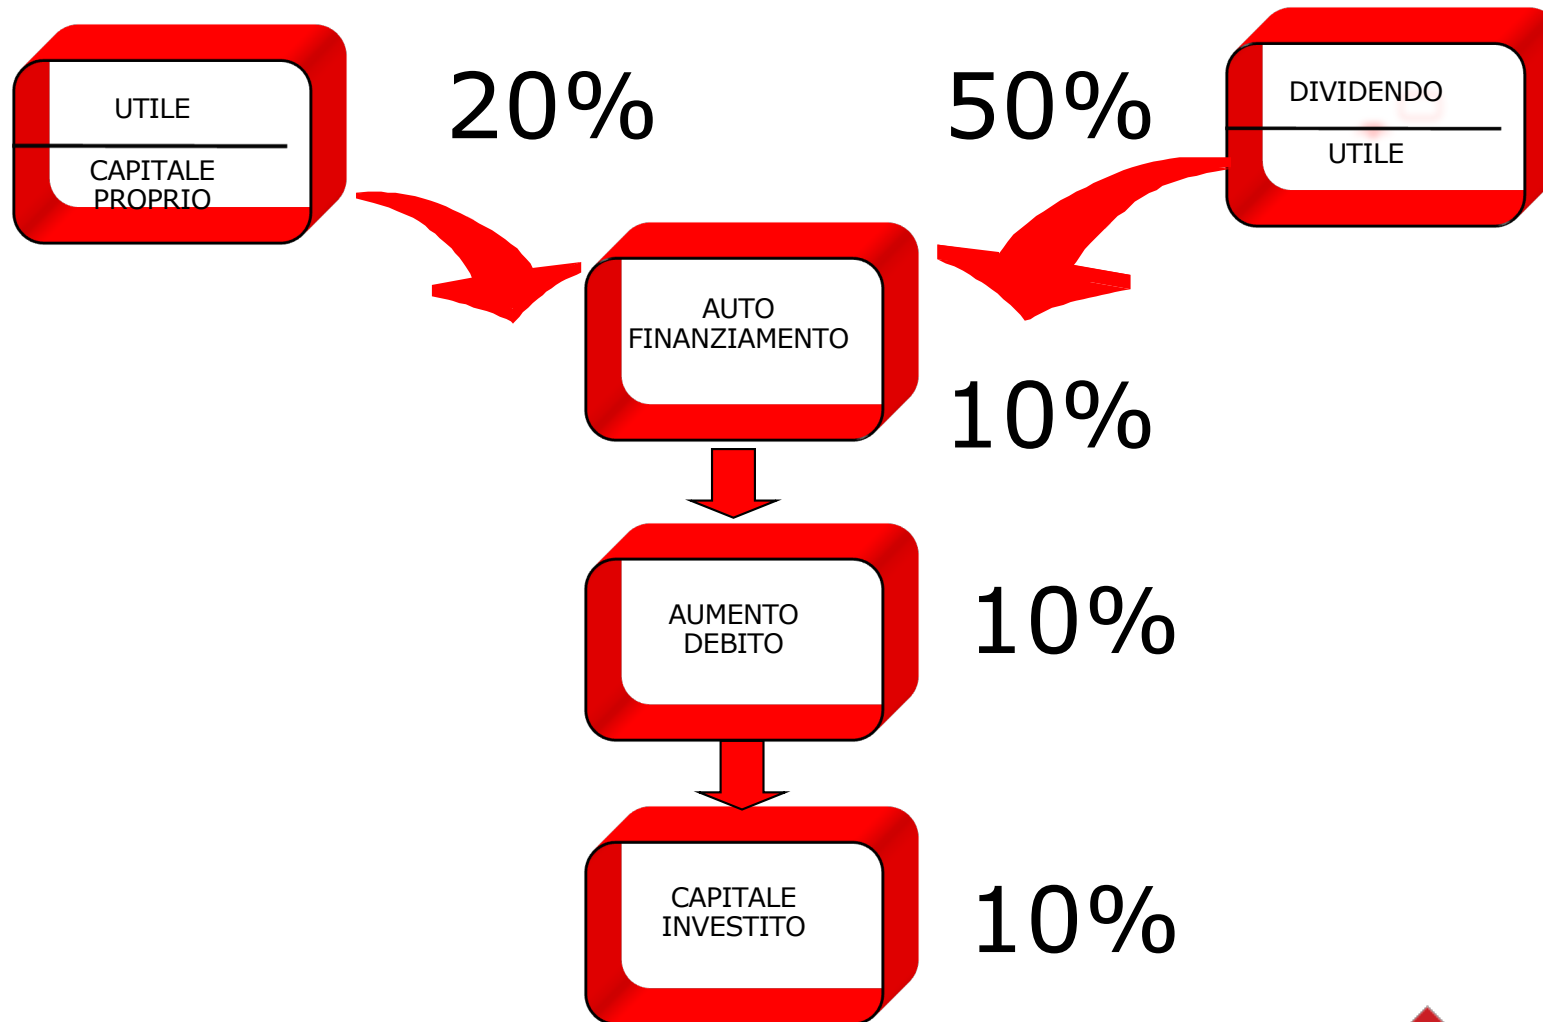 UTILE
CAPITALE
PROPRIO
20%
50%
DIVIDENDO
UTILE
AUTO
FINANZIAMENTO
10%
AUMENTO
DEBITO
10%
CAPITALE
INVESTITO
10%